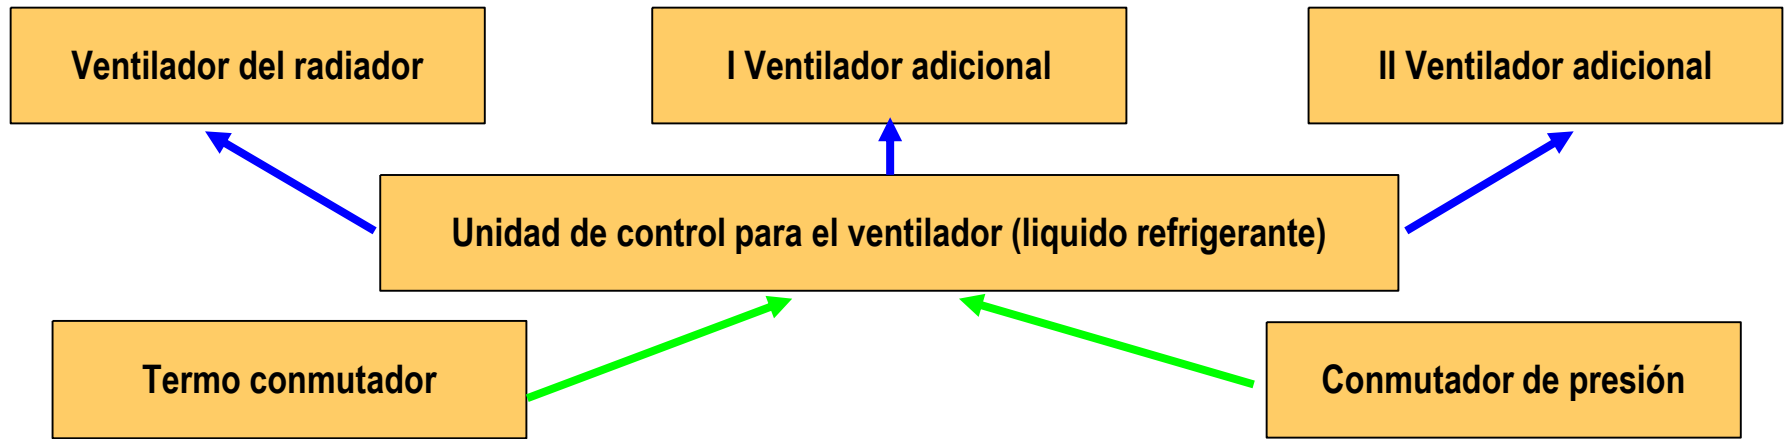 Ventilador del radiador
I Ventilador adicional
II Ventilador adicional
Unidad de control para el ventilador (liquido refrigerante)
Termo conmutador
Conmutador de presión